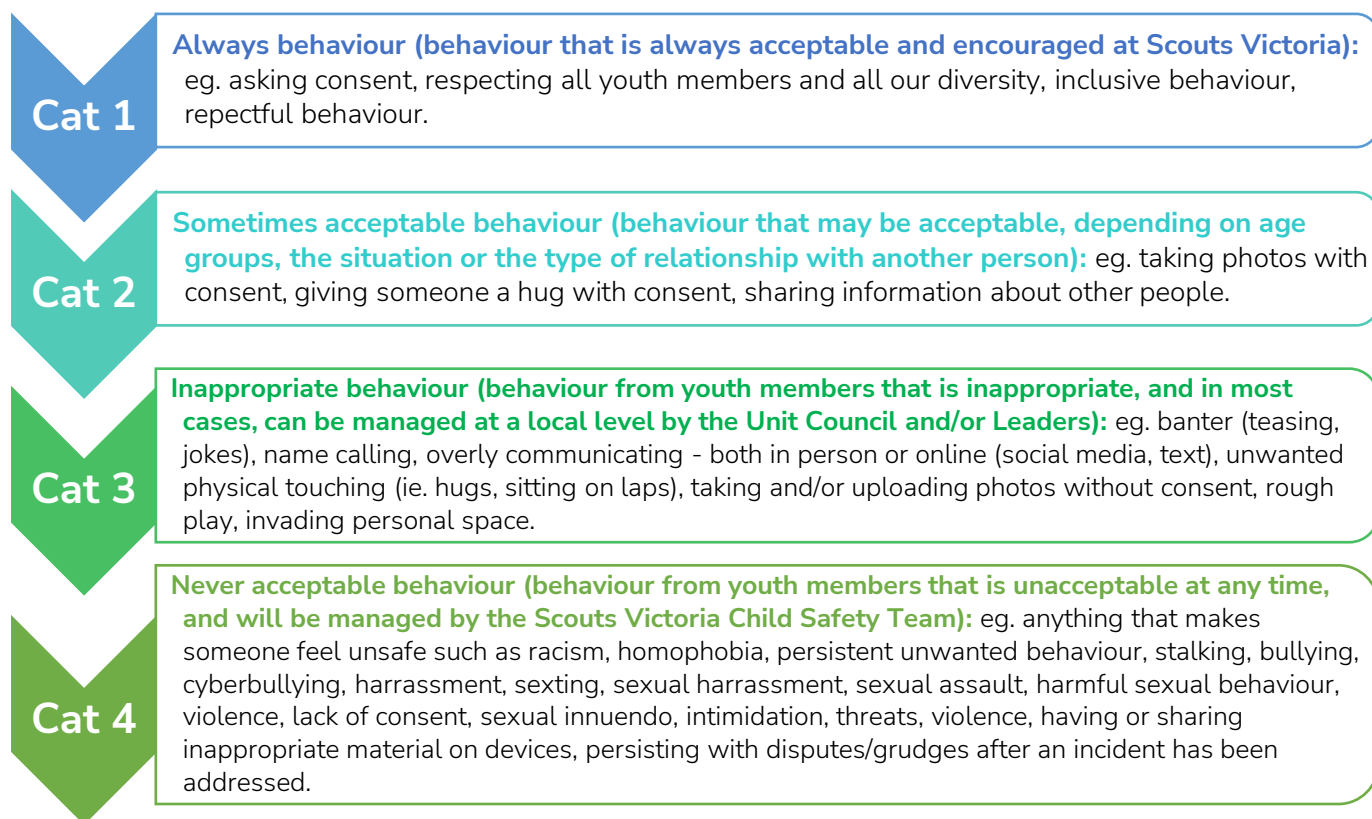 Always behaviour (behaviour that is always acceptable and encouraged at Scouts Victoria):
eg. asking consent, respecting all youth members and all our diversity, inclusive behaviour,
repectful behaviour.
Cat 1
Sometimes acceptable behaviour (behaviour that may be acceptable, depending on age
groups, the situation or the type of relationship with another person): eg. taking photos with
consent, giving someone a hug with consent, sharing information about other people.
Cat 2
Inappropriate behaviour (behaviour from youth members that is inappropriate, and in most
cases, can be managed at a local level by the Unit Council and/or Leaders): eg. banter (teasing,
jokes), name calling, overly communicating - both in person or online (social media, text), unwanted
physical touching (ie. hugs, sitting on laps), taking and/or uploading photos without consent, rough
play, invading personal space.
Cat 3
Never acceptable behaviour (behaviour from youth members that is unacceptable at any time,
and will be managed by the Scouts Victoria Child Safety Team): eg. anything that makes
someone feel unsafe such as racism, homophobia, persistent unwanted behaviour, stalking, bullying,
cyberbullying, harrassment, sexting, sexual harrassment, sexual assault, harmful sexual behaviour,
violence, lack of consent, sexual innuendo, intimidation, threats, violence, having or sharing
inappropriate material on devices, persisting with disputes/grudges after an incident has been
addressed.
Cat 4